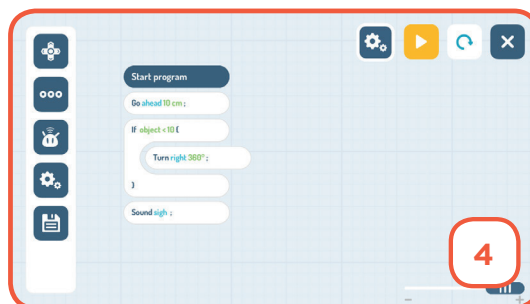 Start program
Go ahead 10 cm ;
If object < 10 {
Turn right 360° ;
}
Sound sigh ;
4